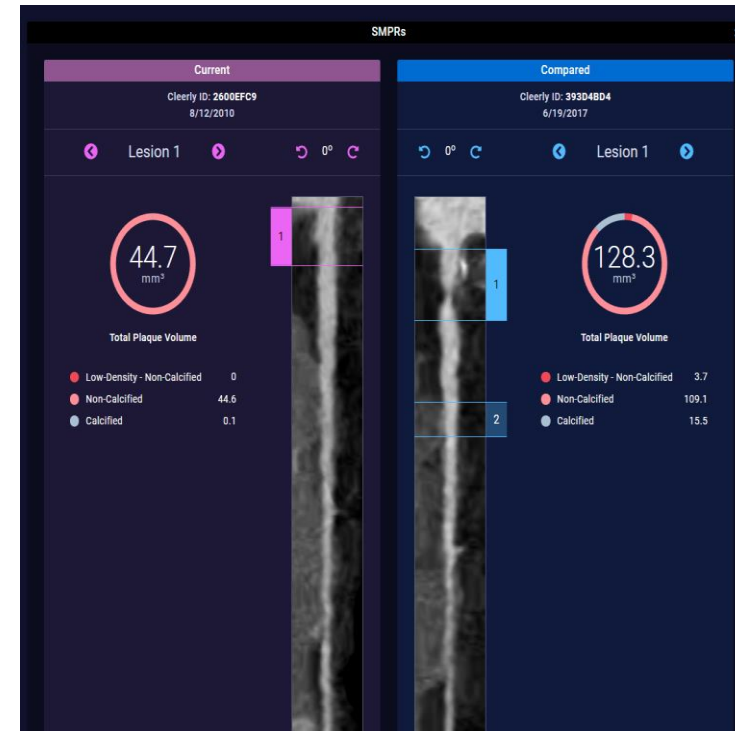 SMPRs
Current
Cleerly ID: 2600EFC9
8/12/2010
Lesion 1
0º
1
44.7
mm³
Total Plaque Volume
Low-Density - Non-Calcified 0
Non-Calcified 44.6
Calcified 0.1
Compared
Cleerly ID: 393D4BD4
6/19/2017
0º
Lesion 1
1
2
128.3
mm³
Total Plaque Volume
Low-Density - Non-Calcified 3.7
Non-Calcified 109.1
Calcified 15.5